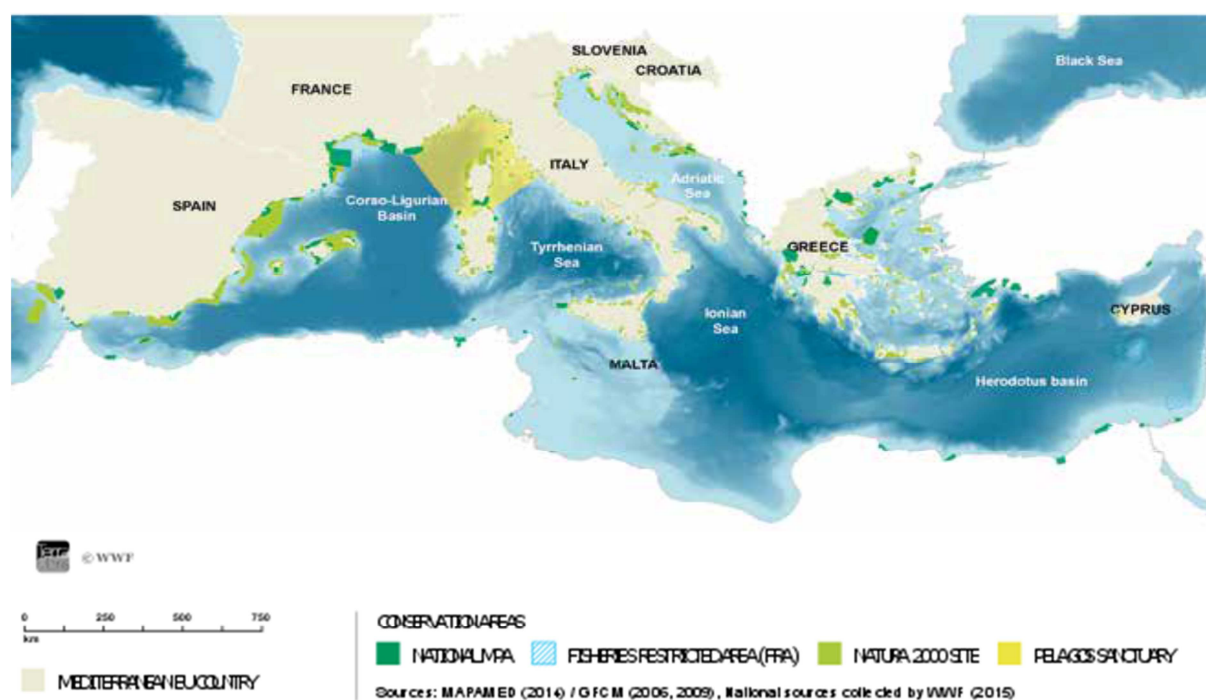 SLOVENIA
CROATIA
Black Sea
FRANCE
ITALY
Adriatic
Sea
SPAIN
Corso-Ligurian
Basin
Tyrrhenian
Sea
GREECE
Ionian
Sea
CYPRUS
MALTA
Herodotus basin
© WWF
0 250 500 750
km
MEDITERRANEAN EU COUNTRY
CONSERVATION AREAS
NATIONAL MPA
FISHERIES RESTRICTED AREA (FRA)
NATURA 2000 SITE
PELAGOS SANCTUARY
Sources: MAPAMED (2014) / GFCM (2006, 2009), National sources collected by WWF (2015)